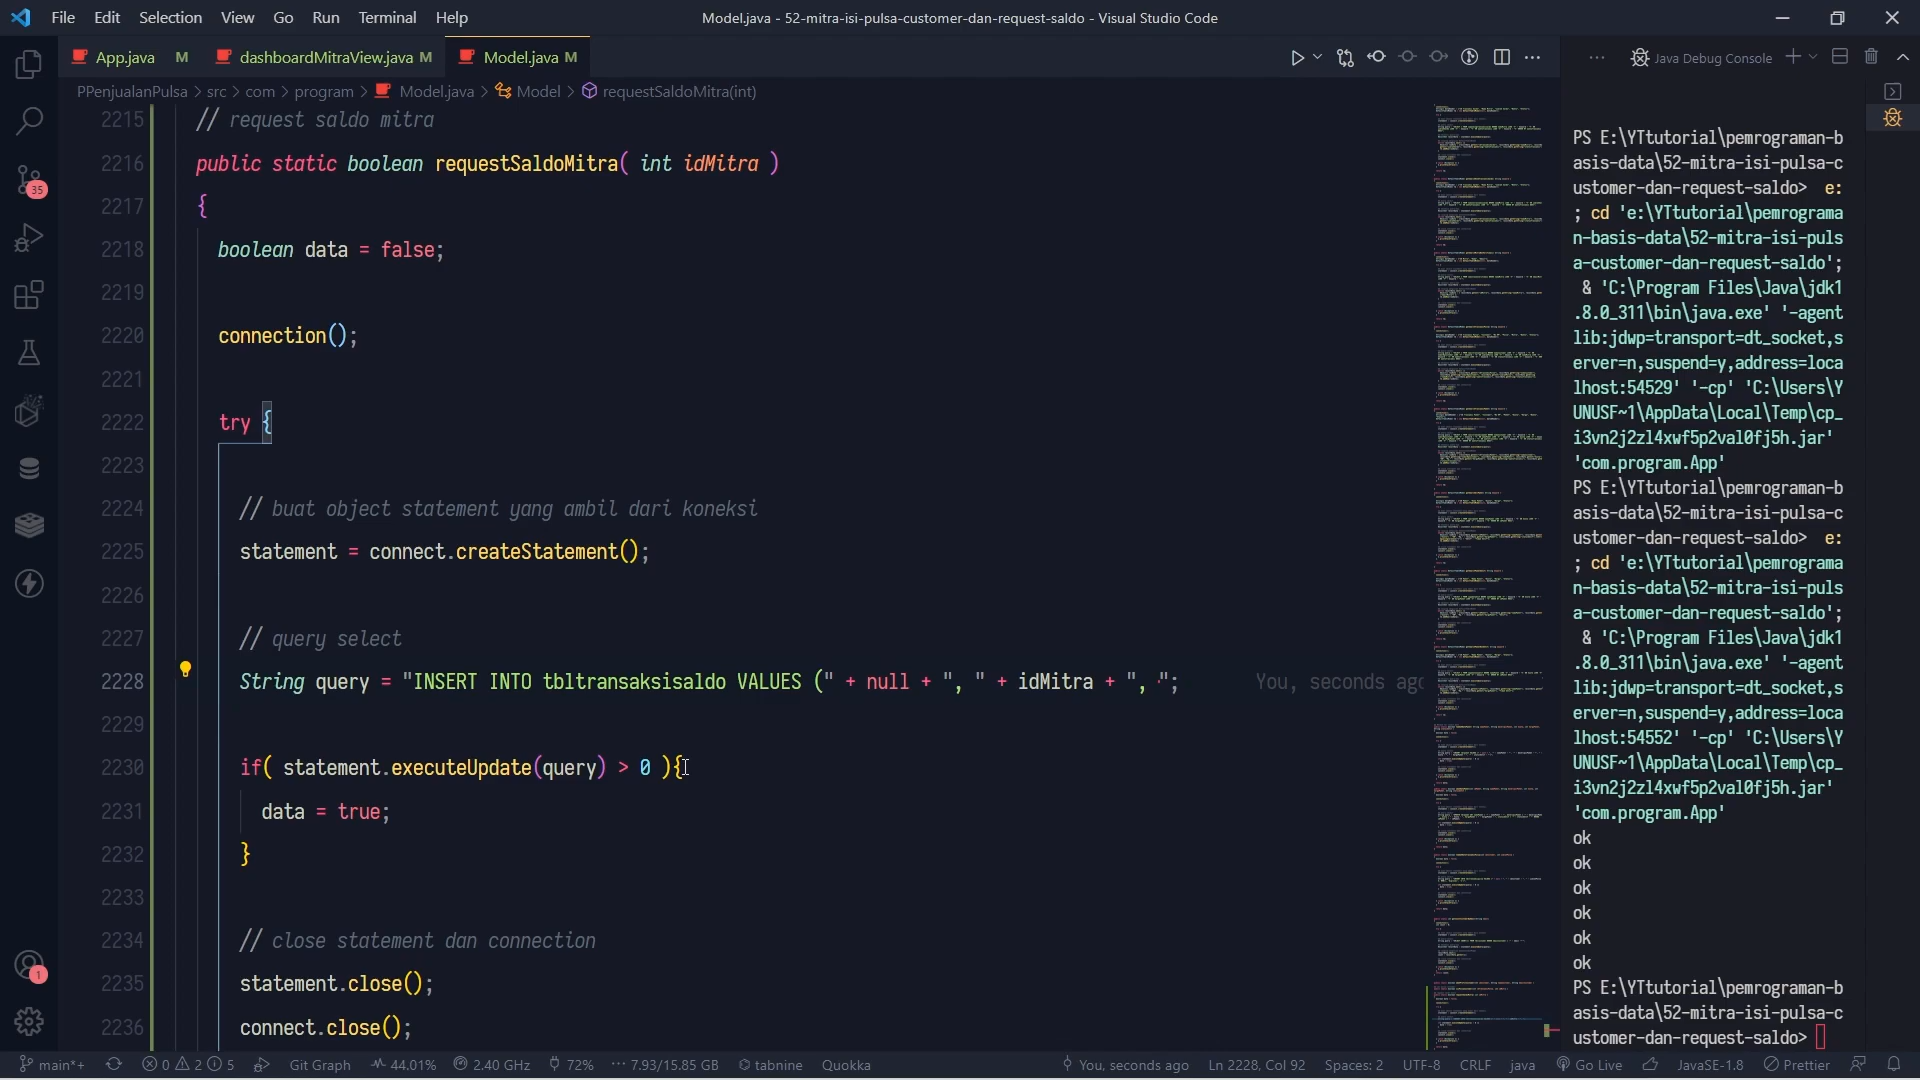 File Edit Selection View Go Run Terminal Help
Model.java - 52-mitra-isi-pulsa-customer-dan-request-saldo - Visual Studio Code
App.java M dashboardMitraView.java M Model.java M
Java Debug Console
PPenjualanPulsa > src > com > program > Model.java > Model > requestSaldoMitra(int)
2215 // request saldo mitra
2216 public static boolean requestSaldoMitra( int idMitra )
2217 {
2218 boolean data = false;
2219
2220 connection();
2221
2222 try {
2223
2224 // buat object statement yang ambil dari koneksi
2225 statement = connect.createStatement();
2226
2227 // query select
2228 String query = "INSERT INTO tbltransaksisaldo VALUES (" + null + ", " + idMitra + ", "; You, seconds ago
2229
2230 if( statement.executeUpdate(query) > 0 ){
2231 data = true;
2232 }
2233
2234 // close statement dan connection
2235 statement.close();
2236 connect.close();
35
1
PS E:\YTtutorial\pemrograman-b
asis-data\52-mitra-isi-pulsa-c
ustomer-dan-request-saldo> e:
; cd 'e:\YTtutorial\pemrograma
n-basis-data\52-mitra-isi-puls
a-customer-dan-request-saldo';
& 'C:\Program Files\Java\jdk1
.8.0_311\bin\java.exe' '-agent
lib:jdwp=transport=dt_socket,s
erver=n,suspend=y,address=loca
lhost:54529' '-cp' 'C:\Users\Y
UNUSF~1\AppData\Local\Temp\cp_
i3vn2j2zl4xwf5p2val0fj5h.jar'
'com.program.App'
PS E:\YTtutorial\pemrograman-b
asis-data\52-mitra-isi-pulsa-c
ustomer-dan-request-saldo> e:
; cd 'e:\YTtutorial\pemrograma
n-basis-data\52-mitra-isi-puls
a-customer-dan-request-saldo';
& 'C:\Program Files\Java\jdk1
.8.0_311\bin\java.exe' '-agent
lib:jdwp=transport=dt_socket,s
erver=n,suspend=y,address=loca
lhost:54552' '-cp' 'C:\Users\Y
UNUSF~1\AppData\Local\Temp\cp_
i3vn2j2zl4xwf5p2val0fj5h.jar'
'com.program.App'
ok
ok
ok
ok
ok
ok
PS E:\YTtutorial\pemrograman-b
asis-data\52-mitra-isi-pulsa-c
ustomer-dan-request-saldo>
main*+ 0 2 5 Git Graph 44.01% 2.40 GHz 72% 7.93/15.85 GB tabnine Quokka You, seconds ago Ln 2228, Col 92 Spaces: 2 UTF-8 CRLF java Go Live JavaSE-1.8 Prettier